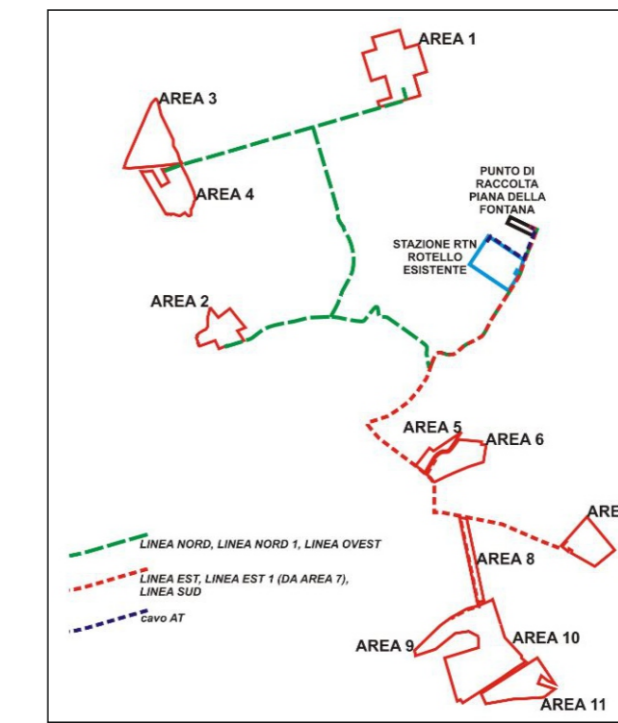 AREA 1
AREA 3
AREA 4
PUNTO DI
RACCOLTA
PIANA DELLA
FONTANA
STAZIONE RTN
ROTELLO
ESISTENTE
AREA 2
AREA 5
AREA 6
ARE
AREA 8
LINEA NORD, LINEA NORD 1, LINEA OVEST
LINEA EST, LINEA EST 1 (DA AREA 7),
LINEA SUD
cavo AT
AREA 9
AREA 10
AREA 11